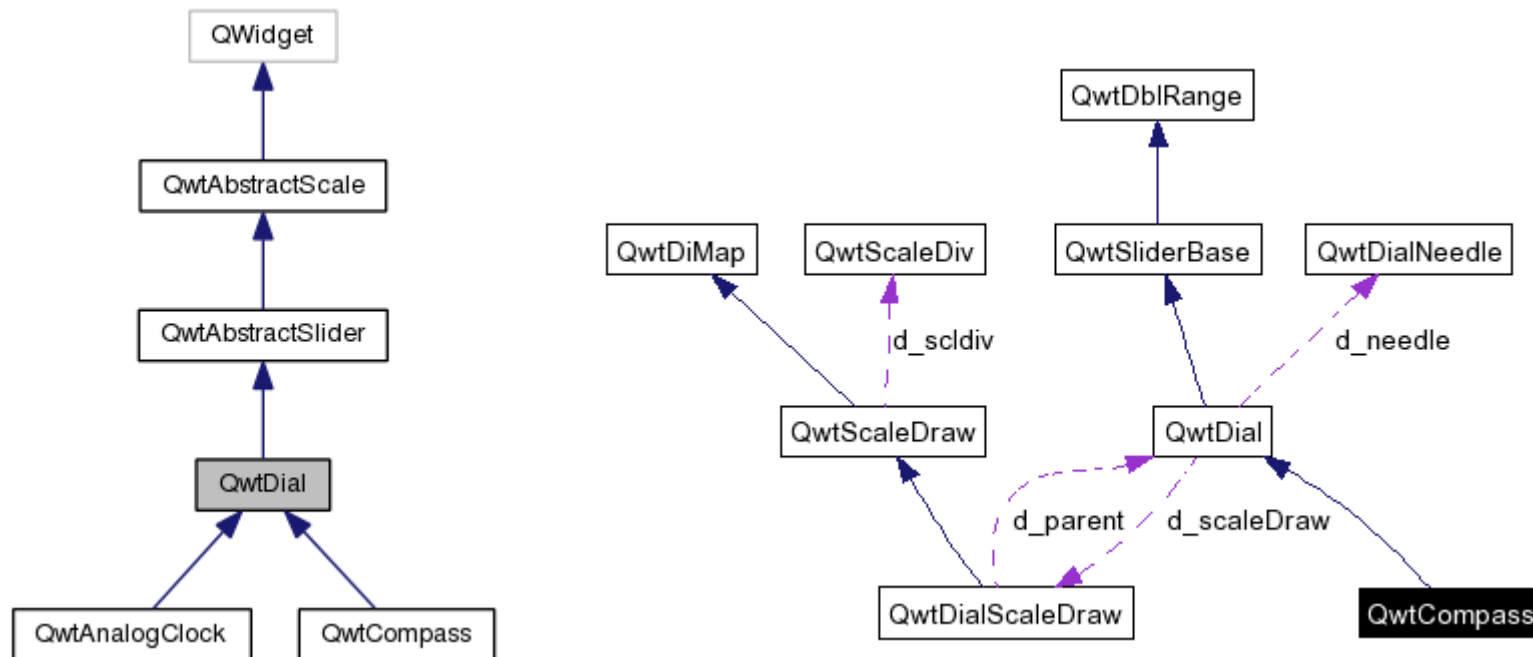 QWidget
QwtAbstractScale
QwtAbstractSlider
QwtDial
QwtAnalogClock
QwtCompass
QwtDblRange
QwtDiMap
QwtScaleDiv
QwtSliderBase
QwtDialNeedle
d_scldiv
d_needle
QwtScaleDraw
QwtDial
d_parent
d_scaleDraw
QwtDialScaleDraw
QwtCompass